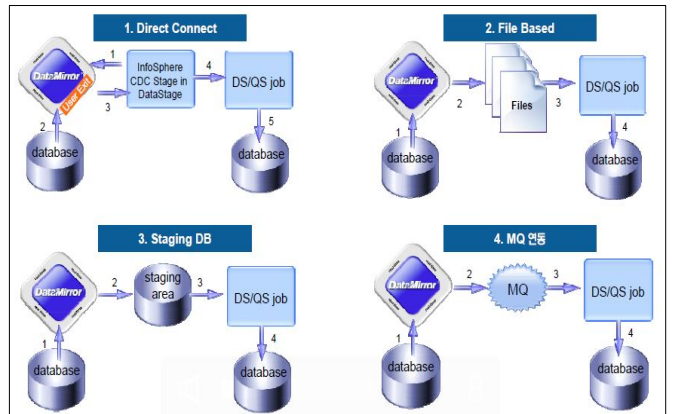 1. Direct Connect
DataMirror
User Exit
1
InfoSphere
CDC Stage in
DataStage
4
DS/QS job
2
3
5
database
database
2. File Based
DataMirror
2
Files
3
DS/QS job
1
4
database
database
3. Staging DB
DataMirror
2
staging
area
3
DS/QS job
1
4
database
database
4. MQ 연동
DataMirror
2
MQ
3
DS/QS job
1
4
database
database